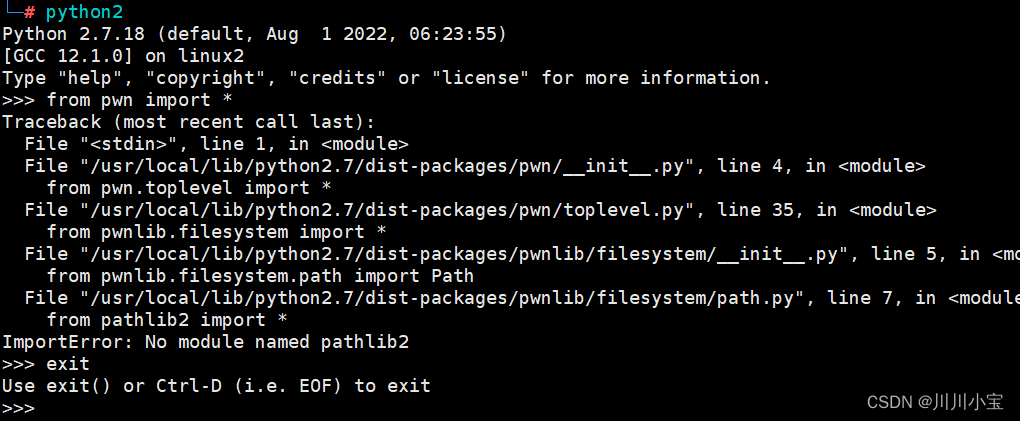 └─# python2
Python 2.7.18 (default, Aug  1 2022, 06:23:55)
[GCC 12.1.0] on linux2
Type "help", "copyright", "credits" or "license" for more information.
>>> from pwn import *
Traceback (most recent call last):
  File "<stdin>", line 1, in <module>
  File "/usr/local/lib/python2.7/dist-packages/pwn/__init__.py", line 4, in <module>
    from pwn.toplevel import *
  File "/usr/local/lib/python2.7/dist-packages/pwn/toplevel.py", line 35, in <module>
    from pwnlib.filesystem import *
  File "/usr/local/lib/python2.7/dist-packages/pwnlib/filesystem/__init__.py", line 5, in <mo
    from pwnlib.filesystem.path import Path
  File "/usr/local/lib/python2.7/dist-packages/pwnlib/filesystem/path.py", line 7, in <module
    from pathlib2 import *
ImportError: No module named pathlib2
>>> exit
Use exit() or Ctrl-D (i.e. EOF) to exit
>>>
CSDN @川川小宝